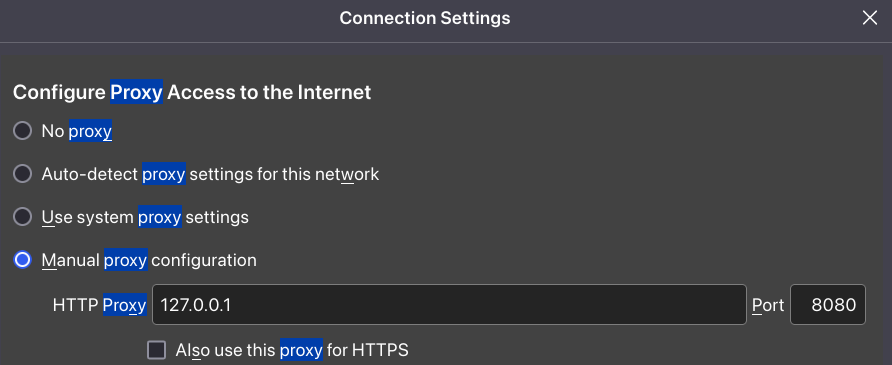 Connection Settings
Configure Proxy Access to the Internet
No proxy
Auto-detect proxy settings for this network
Use system proxy settings
Manual proxy configuration
HTTP Proxy 127.0.0.1 Port 8080
Also use this proxy for HTTPS